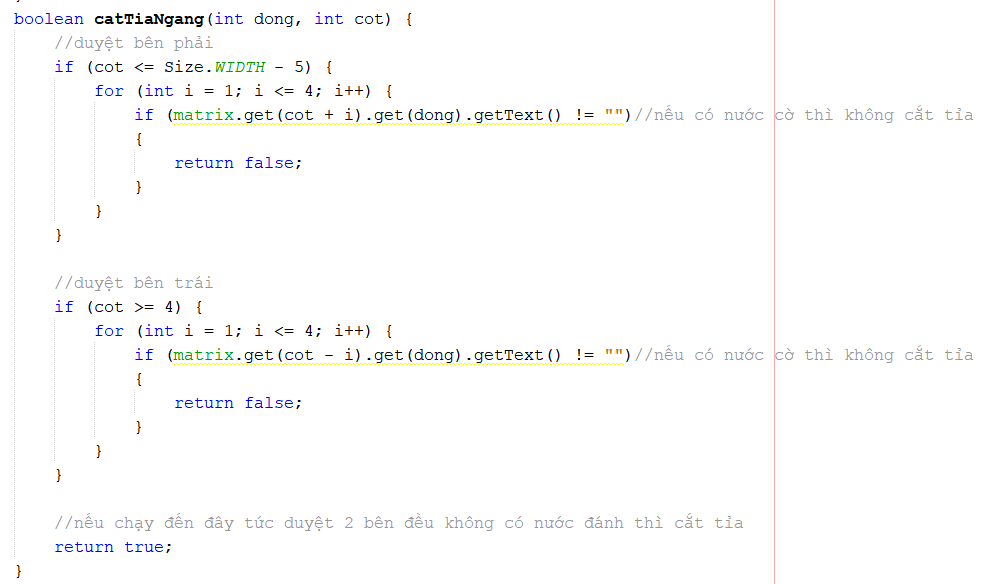 boolean catTiaNgang(int dong, int cot) {
//duyệt bên phải
if (cot <= Size.WIDTH - 5) {
for (int i = 1; i <= 4; i++) {
if (matrix.get(cot + i).get(dong).getText() != "")//nếu có nước cờ thì không cắt tỉa
{
return false;
}
}
}
//duyệt bên trái
if (cot >= 4) {
for (int i = 1; i <= 4; i++) {
if (matrix.get(cot - i).get(dong).getText() != "")//nếu có nước cờ thì không cắt tỉa
{
return false;
}
}
}
//nếu chạy đến đây tức duyệt 2 bên đều không có nước đánh thì cắt tỉa
return true;
}